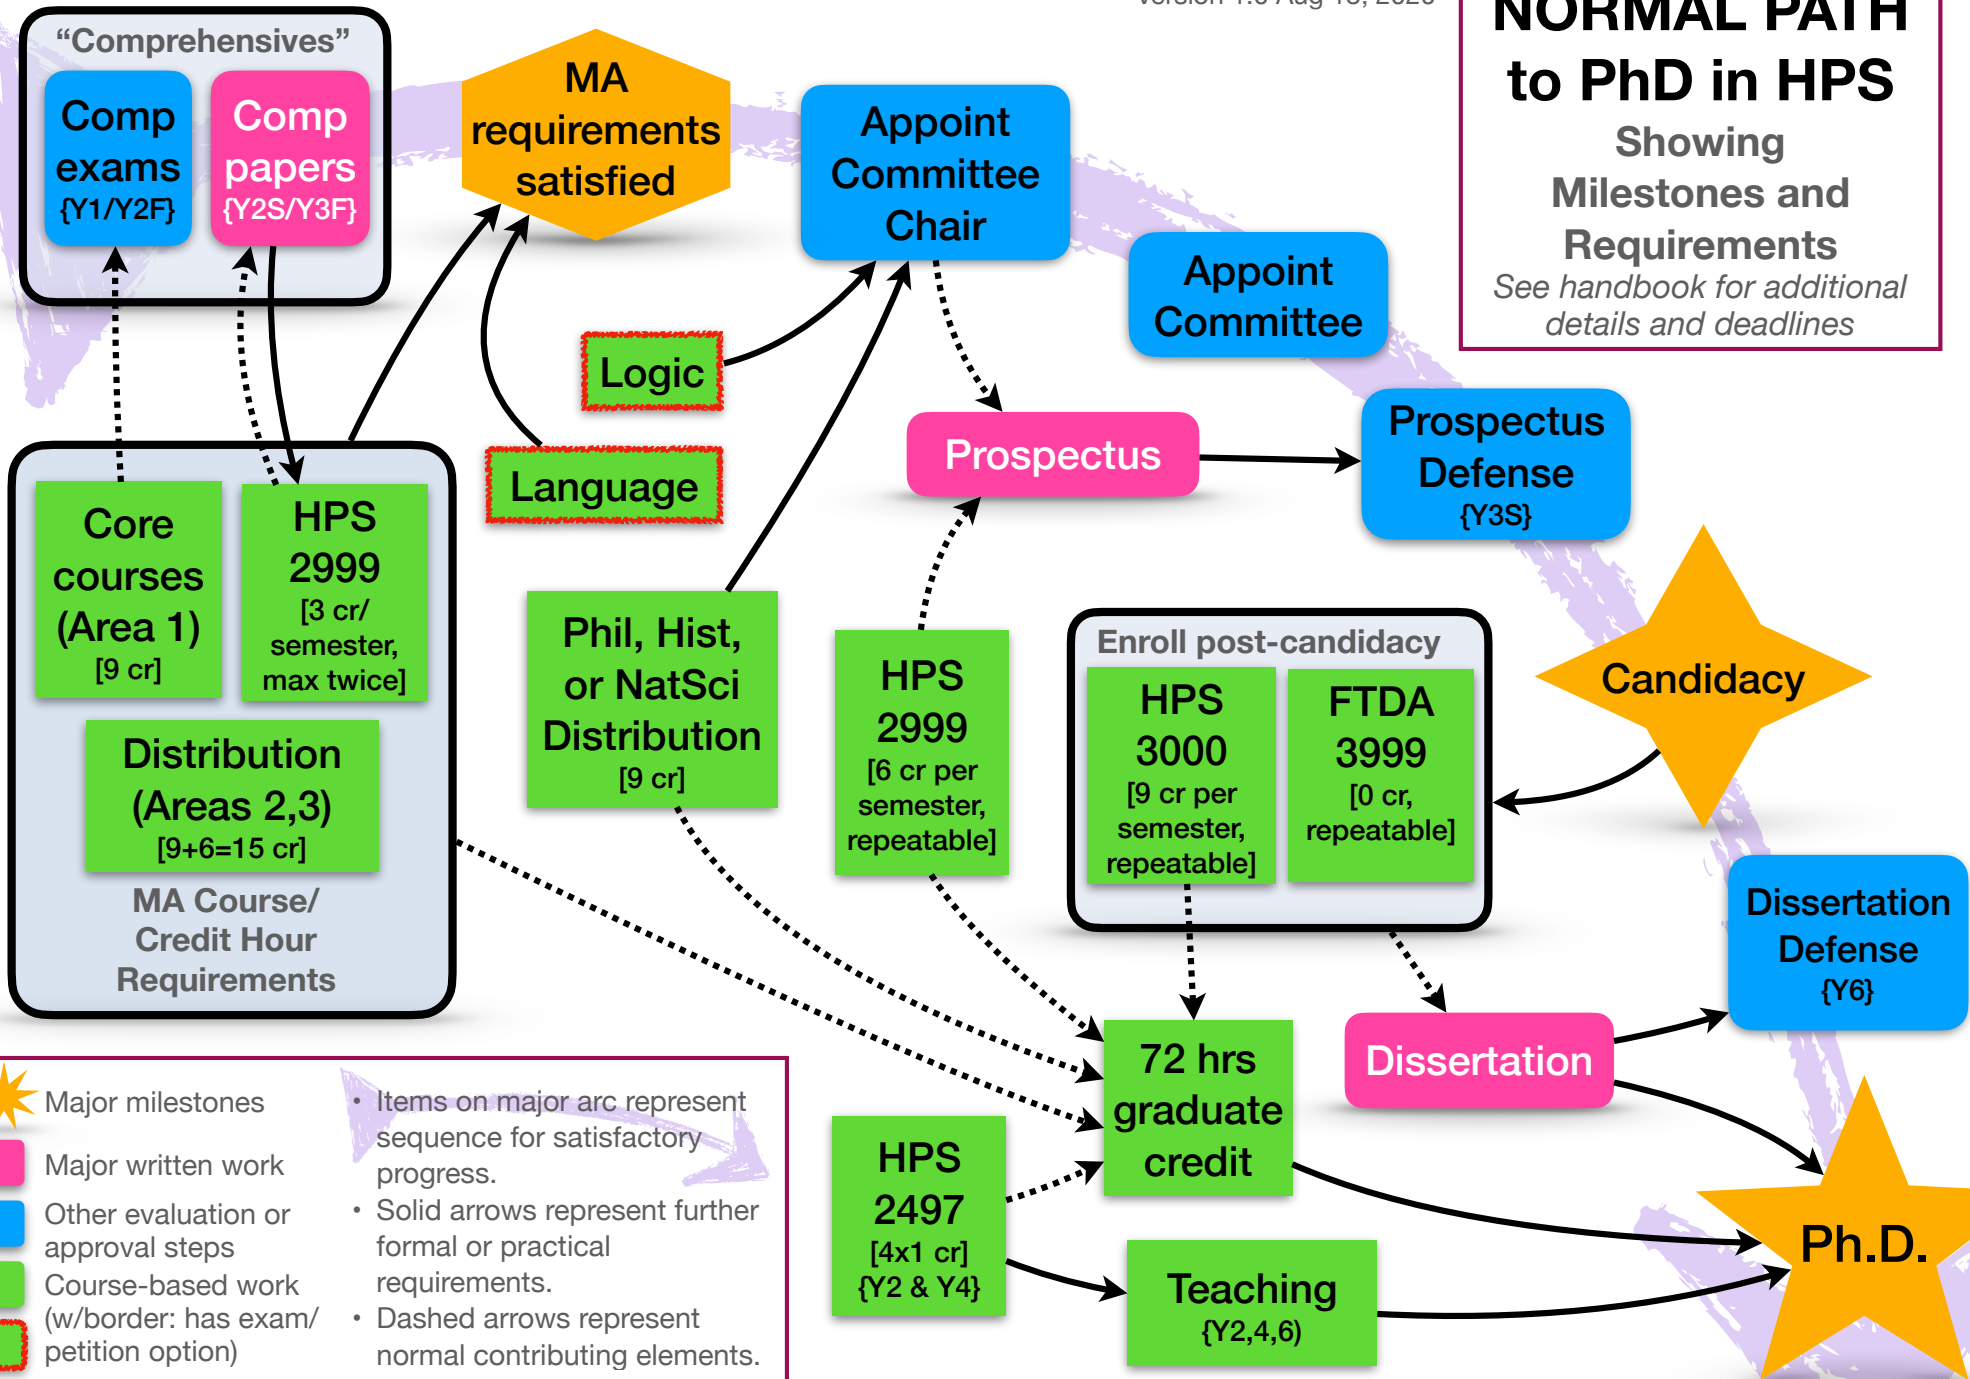 “Comprehensives”
Comp
exams
{Y1/Y2F}
Comp
papers
{Y2S/Y3F}
MA
requirements
satisfied
Appoint
Committee
Chair
Appoint
Committee
NORMAL PATH
to PhD in HPS
Showing
Milestones and
Requirements
See handbook for additional
details and deadlines
Logic
Language
Prospectus
Prospectus
Defense
{Y3S}
Core
courses
(Area 1)
[9 cr]
HPS
2999
[3 cr/
semester,
max twice]
Distribution
(Areas 2,3)
[9+6=15 cr]
MA Course/
Credit Hour
Requirements
Phil, Hist,
or NatSci
Distribution
[9 cr]
HPS
2999
[6 cr per
semester,
repeatable]
Enroll post-candidacy
HPS
3000
[9 cr per
semester,
repeatable]
FTDA
3999
[0 cr,
repeatable]
Candidacy
Dissertation
Defense
{Y6}
72 hrs
graduate
credit
Dissertation
HPS
2497
[4x1 cr]
{Y2 & Y4}
Teaching
{Y2,4,6)
Ph.D.
Major milestones
Major written work
Other evaluation or
approval steps
Course-based work
(w/border: has exam/
petition option)
• Items on major arc represent
sequence for satisfactory
progress.
• Solid arrows represent further
formal or practical
requirements.
• Dashed arrows represent
normal contributing elements.